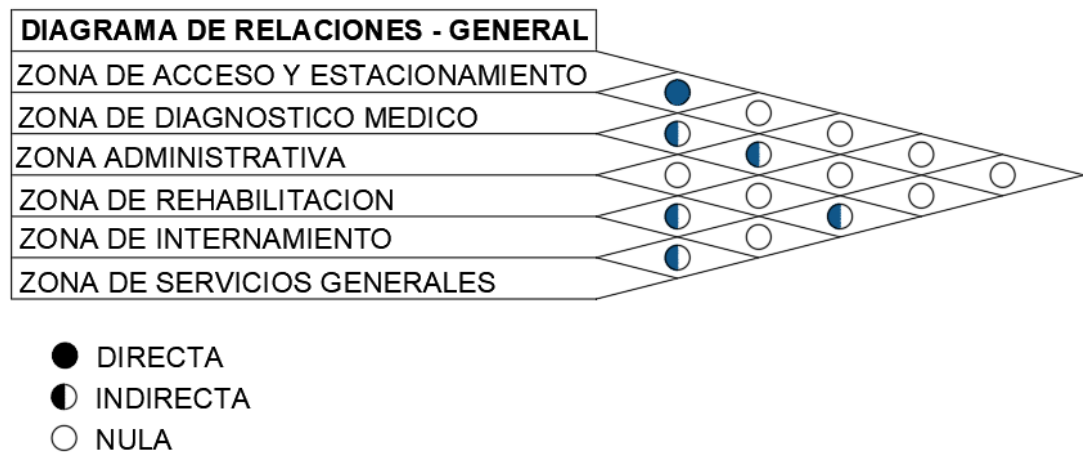 DIAGRAMA DE RELACIONES - GENERAL
ZONA DE ACCESO Y ESTACIONAMIENTO
ZONA DE DIAGNOSTICO MEDICO
ZONA ADMINISTRATIVA
ZONA DE REHABILITACION
ZONA DE INTERNAMIENTO
ZONA DE SERVICIOS GENERALES
DIRECTA
INDIRECTA
NULA